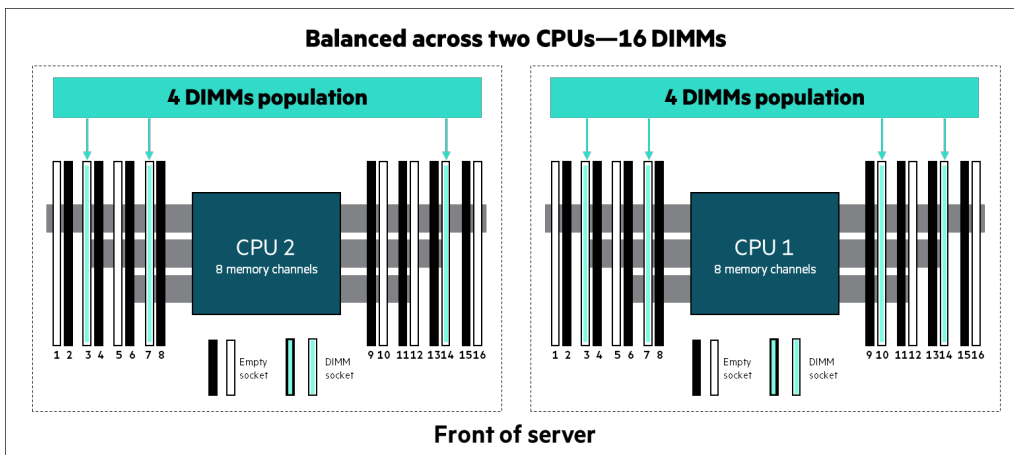 Balanced across two CPUs—16 DIMMs
4 DIMMs population
CPU 2
8 memory channels
1 2 3 4 5 6 7 8 9 10 11 12 13 14 15 16
Empty socket
DIMM socket
4 DIMMs population
CPU 1
8 memory channels
1 2 3 4 5 6 7 8 9 10 11 12 13 14 15 16
Empty socket
DIMM socket
Front of server